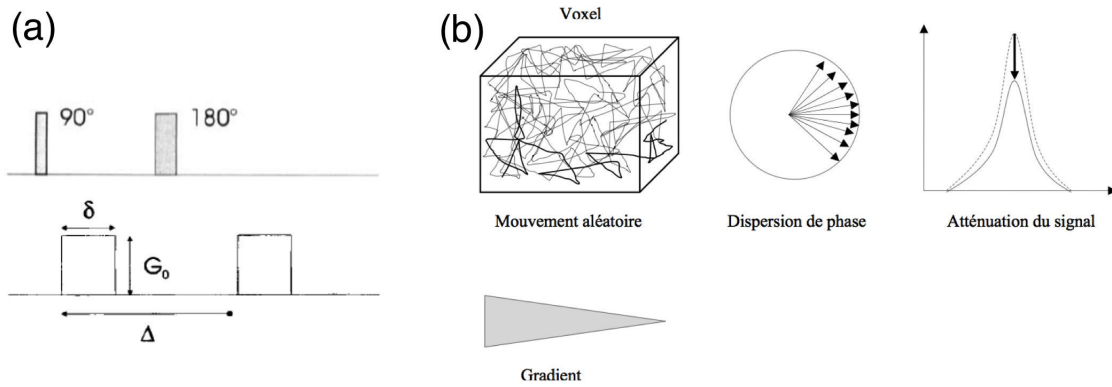 (a)
90°
180°
δ
G₀
Δ
(b)
Voxel
Mouvement aléatoire
Dispersion de phase
Atténuation du signal
Gradient